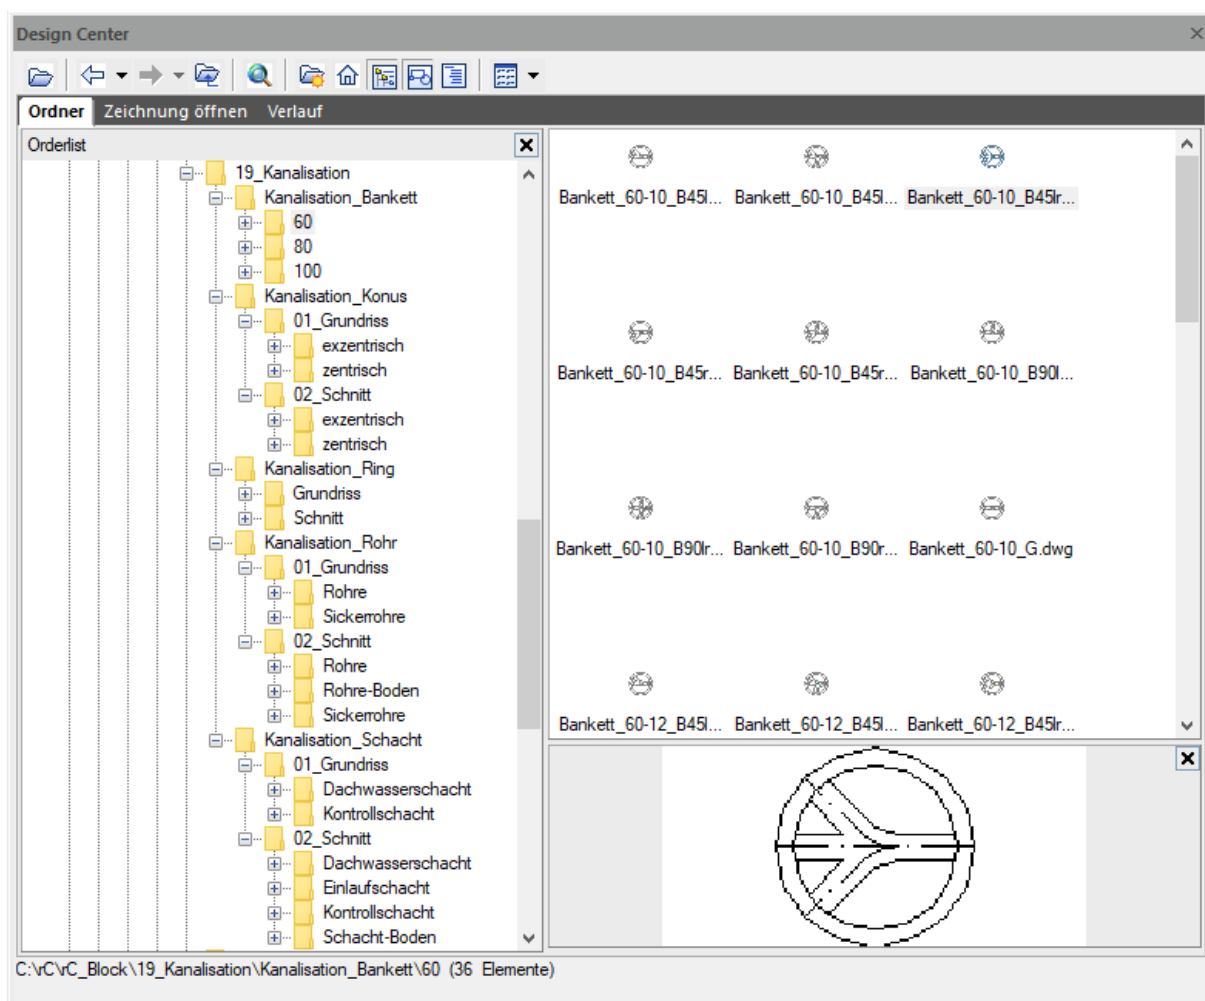 Design Center
Ordner Zeichnung öffnen Verlauf
Orderlist
19_Kanalisation
Kanalisation_Bankett
60
80
100
Kanalisation_Konus
01_Grundriss
exzentrisch
zentrisch
02_Schnitt
exzentrisch
zentrisch
Kanalisation_Ring
Grundriss
Schnitt
Kanalisation_Rohr
01_Grundriss
Rohre
Sickerrohre
02_Schnitt
Rohre
Rohre-Boden
Sickerrohre
Kanalisation_Schacht
01_Grundriss
Dachwasserschacht
Kontrollschacht
02_Schnitt
Dachwasserschacht
Einlaufschacht
Kontrollschacht
Schacht-Boden
Bankett_60-10_B45l... Bankett_60-10_B45l... Bankett_60-10_B45lr...
Bankett_60-10_B45r... Bankett_60-10_B45r... Bankett_60-10_B90l...
Bankett_60-10_B90lr... Bankett_60-10_B90r... Bankett_60-10_G.dwg
Bankett_60-12_B45l... Bankett_60-12_B45l... Bankett_60-12_B45lr...
C:\rC\rC_Block\19_Kanalisation\Kanalisation_Bankett\60 (36 Elemente)